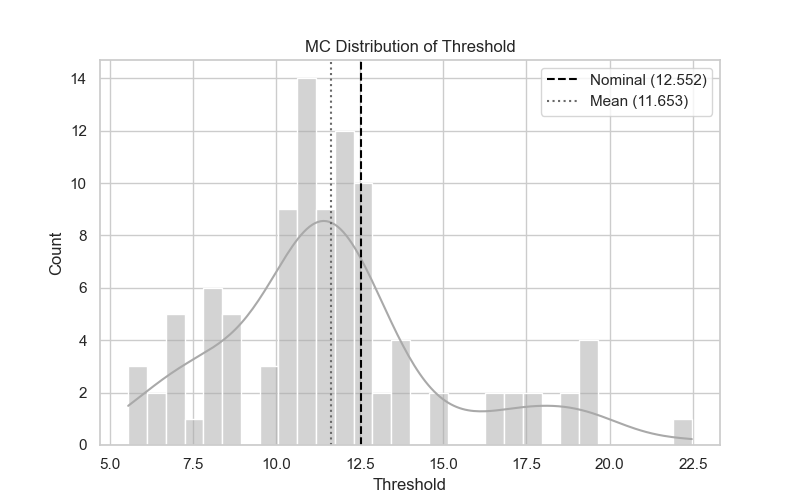 MC Distribution of Threshold
Nominal (12.552)
Mean (11.653)
Count
14
12
10
8
6
4
2
0
5.0 7.5 10.0 12.5 15.0 17.5 20.0 22.5
Threshold